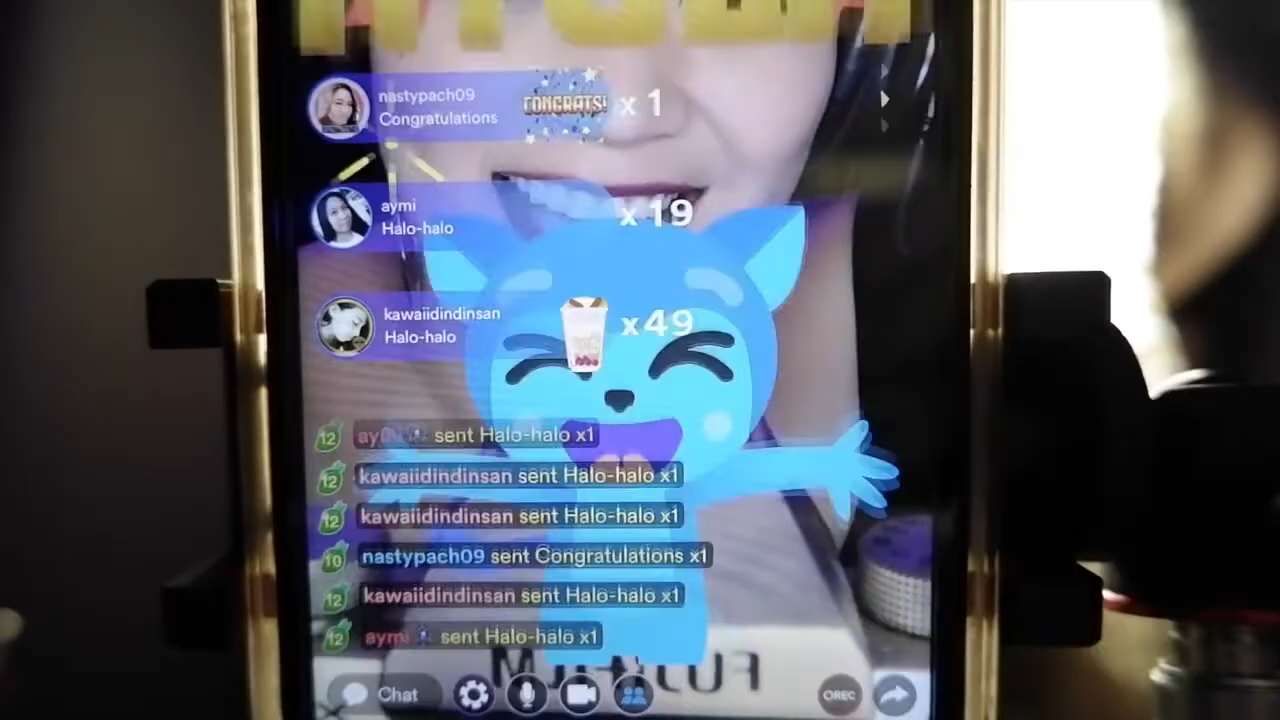 nastypach09
Congratulations
CONGRATS!
x 1
aymi
Halo-halo
x 19
kawaiidindinsan
Halo-halo
x49
12
sent Halo-halo x1
12
kawaiidindinsan sent Halo-halo x1
12
kawaiidindinsan sent Halo-halo x1
10
nastypach09 sent Congratulations x1
12
kawaiidindinsan sent Halo-halo x1
12
aymi sent Halo-halo x1
Chat
REC